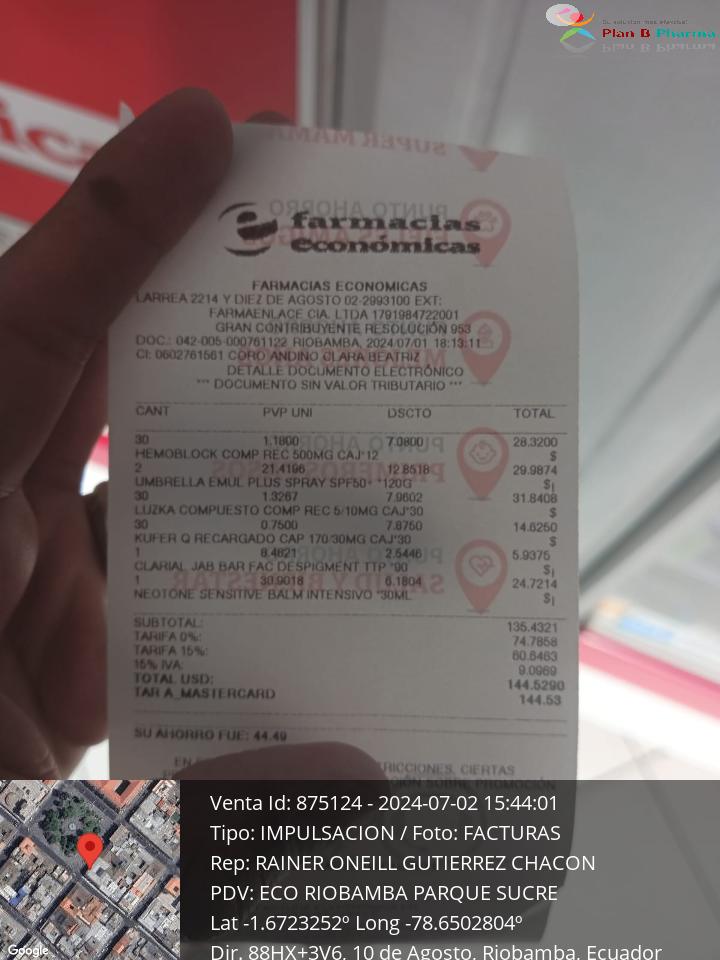 Su solución más efectiva!
Plan B Pharma
SUPER MAMÁ
PUNTO AHORRO
farmacias
económicas
FARMACIAS ECONOMICAS
LARREA 2214 Y DIEZ DE AGOSTO 02-2993100 EXT:
FARMAENLACE CIA. LTDA 1791984722001
GRAN CONTRIBUYENTE RESOLUCIÓN 953
DOC.: 042-005-000761122 RIOBAMBA, 2024/07/01 18:13:11
CI: 0602761561 CORO ANDINO CLARA BEATRIZ
DETALLE DOCUMENTO ELECTRÓNICO
*** DOCUMENTO SIN VALOR TRIBUTARIO ***
CANT PVP UNI DSCTO TOTAL
30 1.1800 7.0800 28.3200
HEMOBLOCK COMP REC 500MG CAJ*12 $
2 21.4196 12.8518 29.9874
UMBRELLA EMUL PLUS SPRAY SPF50+ *120G $|
30 1.3267 7.9602 31.8408
LUZKA COMPUESTO COMP REC 5/10MG CAJ*30 $
30 0.7500 7.8750 14.6250
KUFER Q RECARGADO CAP 170/30MG CAJ*30 $
1 8.4821 2.5446 5.9375
CLARIAL JAB BAR FAC DESPIGMENT TTP *90 $|
1 30.9018 6.1804 24.7214
NEOTONE SENSITIVE BALM INTENSIVO *30ML $|
SUBTOTAL: 135.4321
TARIFA 0%: 74.7858
TARIFA 15%: 60.6463
15% IVA: 9.0969
TOTAL USD: 144.5290
TAR A_MASTERCARD 144.53
SU AHORRO FUE: 44.49
RICCIONES, CIERTAS
Venta Id: 875124 - 2024-07-02 15:44:01
Tipo: IMPULSACION / Foto: FACTURAS
Rep: RAINER ONEILL GUTIERREZ CHACON
PDV: ECO RIOBAMBA PARQUE SUCRE
Lat -1.6723252º Long -78.6502804º
Dir. 88HX+3V6, 10 de Agosto, Riobamba, Ecuador
Google